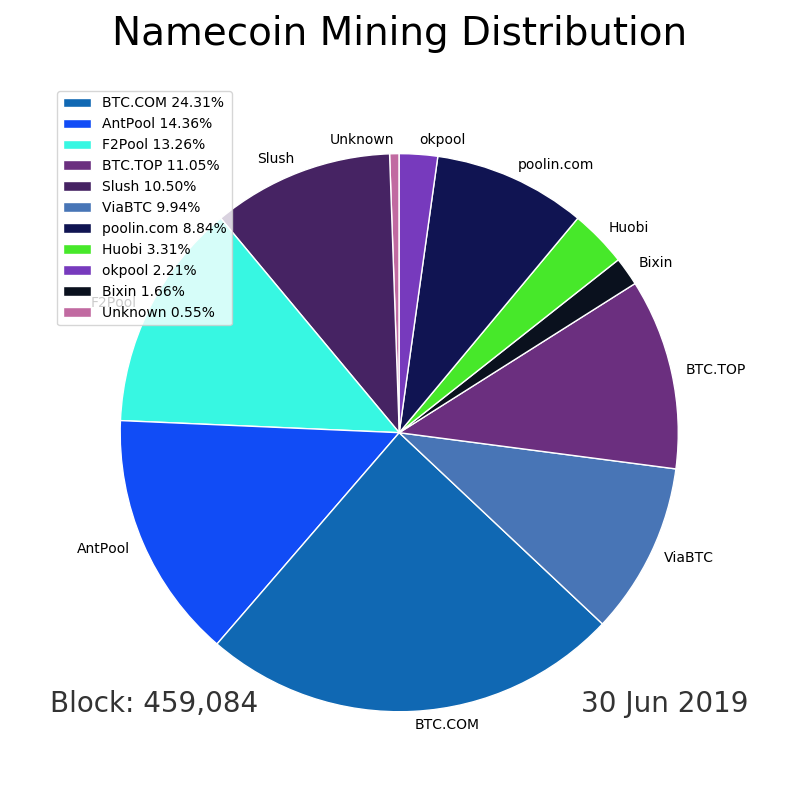 Namecoin Mining Distribution
BTC.COM 24.31%
AntPool 14.36%
F2Pool 13.26%
BTC.TOP 11.05%
Slush 10.50%
ViaBTC 9.94%
poolin.com 8.84%
Huobi 3.31%
okpool 2.21%
Bixin 1.66%
Unknown 0.55%
Unknown
okpool
Slush
poolin.com
Huobi
Bixin
F2Pool
BTC.TOP
AntPool
ViaBTC
BTC.COM
Block: 459,084
30 Jun 2019